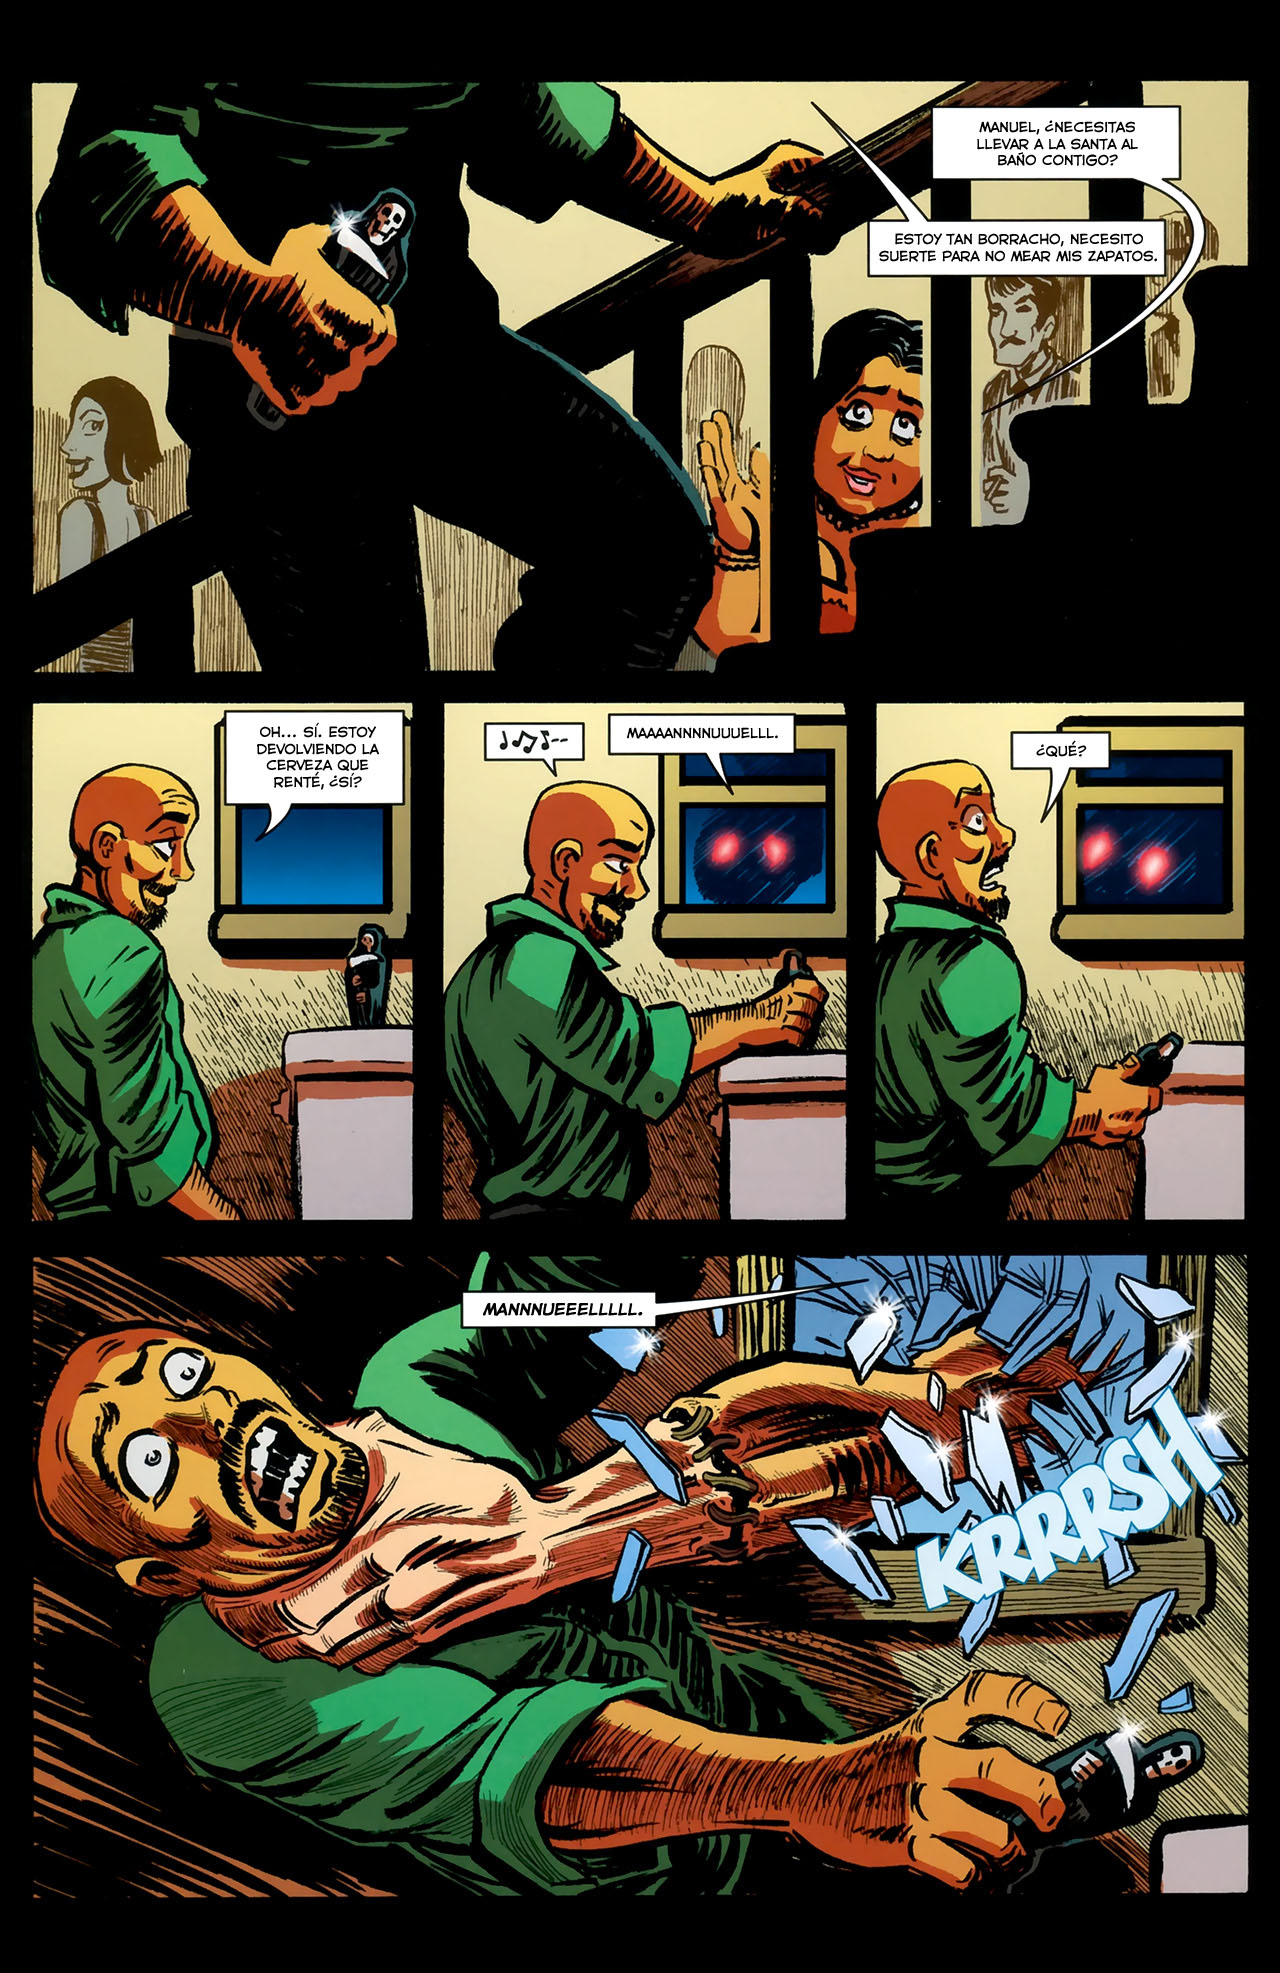 MANUEL, ¿NECESITAS
LLEVAR A LA SANTA AL
BAÑO CONTIGO?
ESTOY TAN BORRACHO, NECESITO
SUERTE PARA NO MEAR MIS ZAPATOS.
OH... SÍ. ESTOY
DEVOLVIENDO LA
CERVEZA QUE
RENTÉ, ¿SÍ?
MAAAANNNNUUUELLL.
¿QUÉ?
MANNNUEEELLLLL.
KRRRRSH